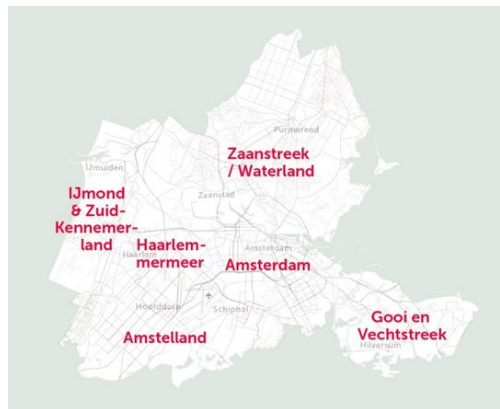 Purmerend
Zaanstreek
/ Waterland
IJmuiden
IJmond
& Zuid-
Kennemer-
land
Zaanstad
Haarlem-
mermeer
Haarlem
Amsterdam
Amsterdam
Hoofddorp
Schiphol
Amstelland
Gooi en
Vechtstreek
Hilversum